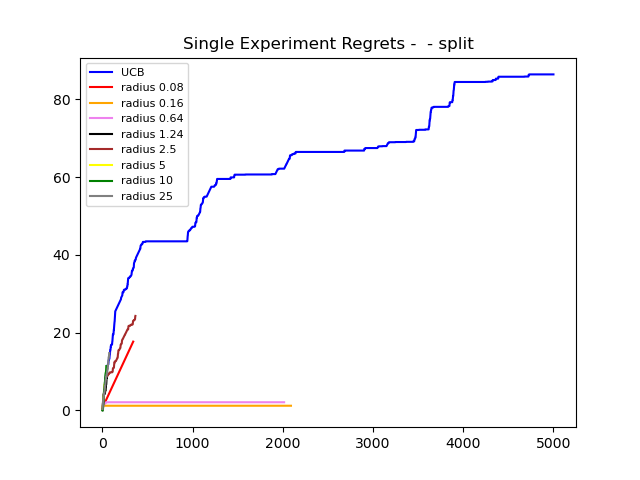 Single Experiment Regrets -  - split
UCB
radius 0.08
radius 0.16
radius 0.64
radius 1.24
radius 2.5
radius 5
radius 10
radius 25
80
60
40
20
0
0 1000 2000 3000 4000 5000